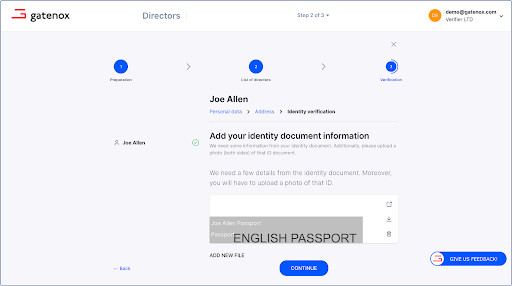 gatenox
Directors
Step 2 of 3
De
demo@gatenox.com
Verifier LTD
1
2
3
Preparation
List of directors
Verification
Joe Allen
Personal data > Address > Identity verification
Joe Allen
Add your identity document information
We need some information from your identity document. Additionally, please upload a
photo (both sides) of that ID document.
We need a few details from the identity document. Moreover,
you will have to upload a photo of that ID.
Joe Allen Passport
Passport
ENGLISH PASSPORT
ADD NEW FILE
← Back
CONTINUE
GIVE US FEEDBACK!